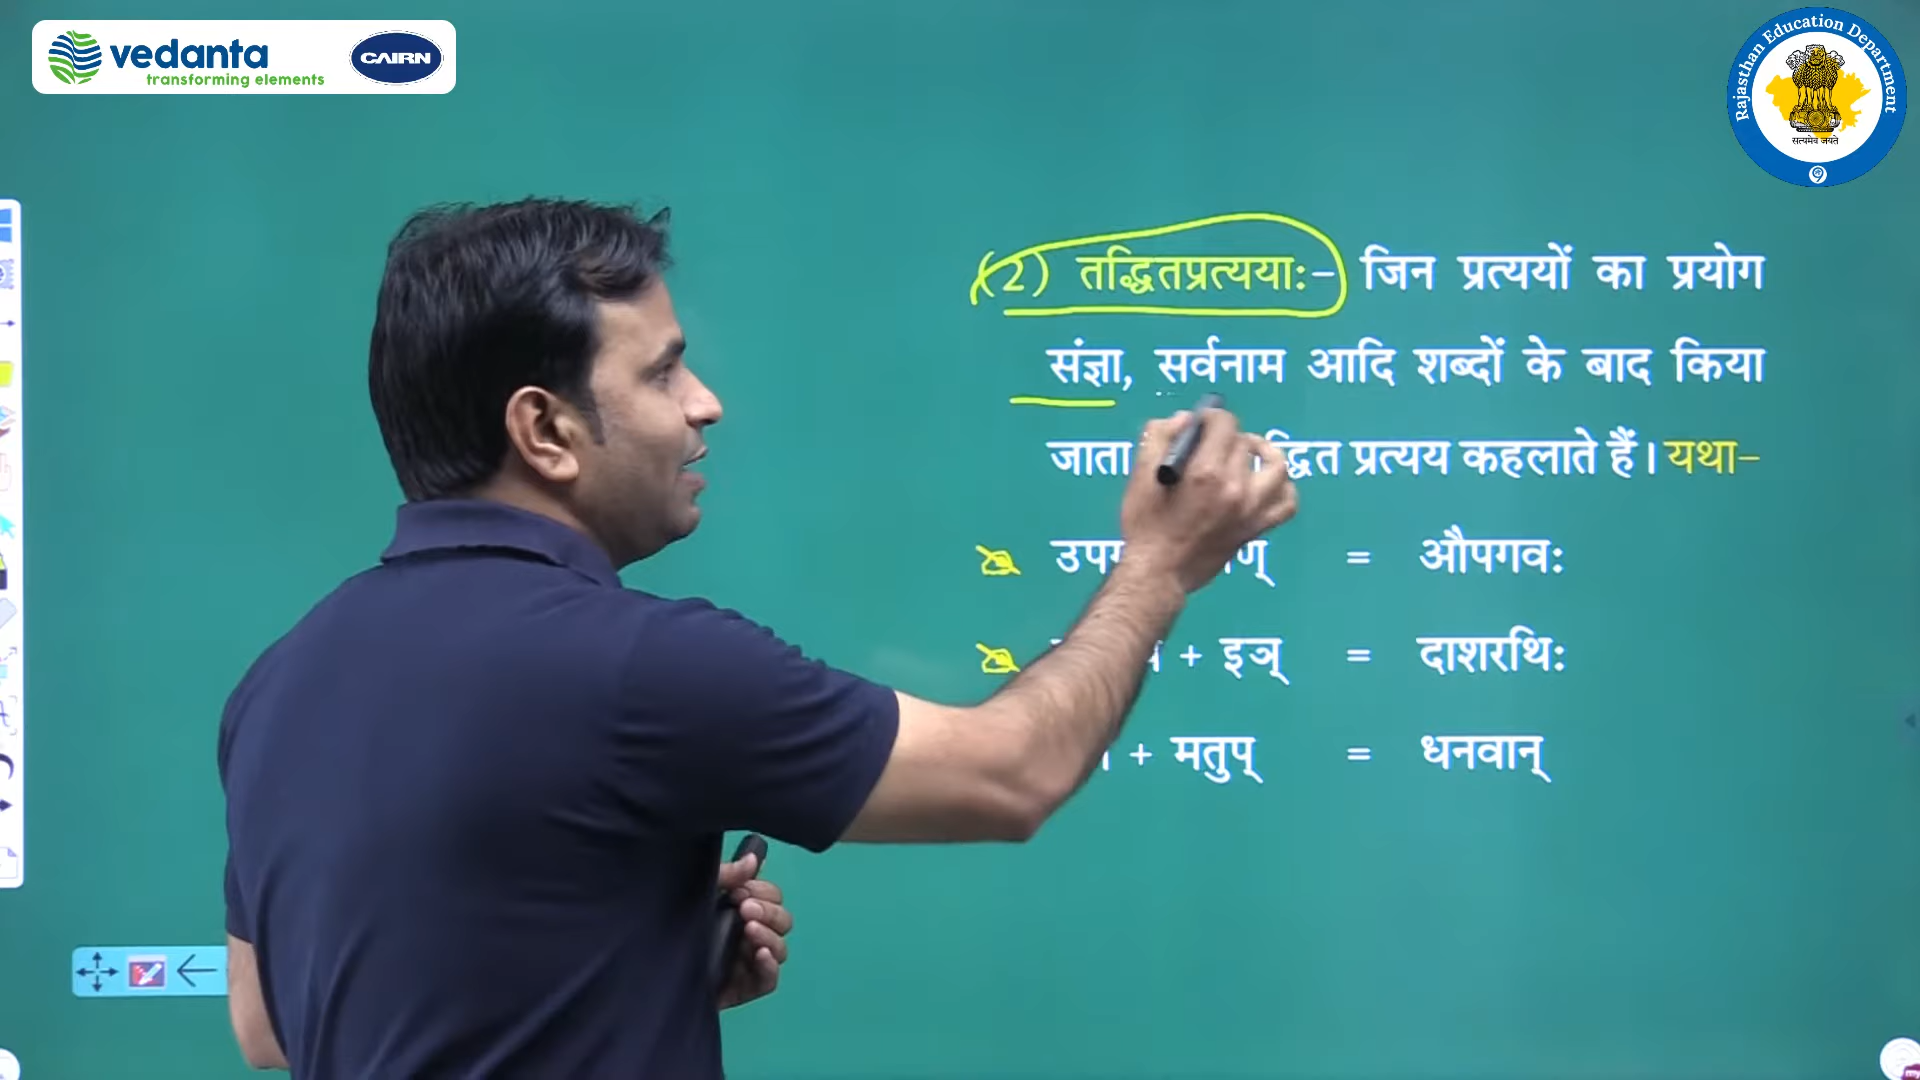 vedanta
transforming elements
CAIRN
Rajasthan Education Department
सत्यमेव जयते
(2) तद्धितप्रत्ययाः- जिन प्रत्ययों का प्रयोग
संज्ञा, सर्वनाम आदि शब्दों के बाद किया
जाता प्रत्यय कहलाते हैं। यथा-
= औपगवः
+ इञ् = दाशरथिः
+ मतुप् = धनवान्